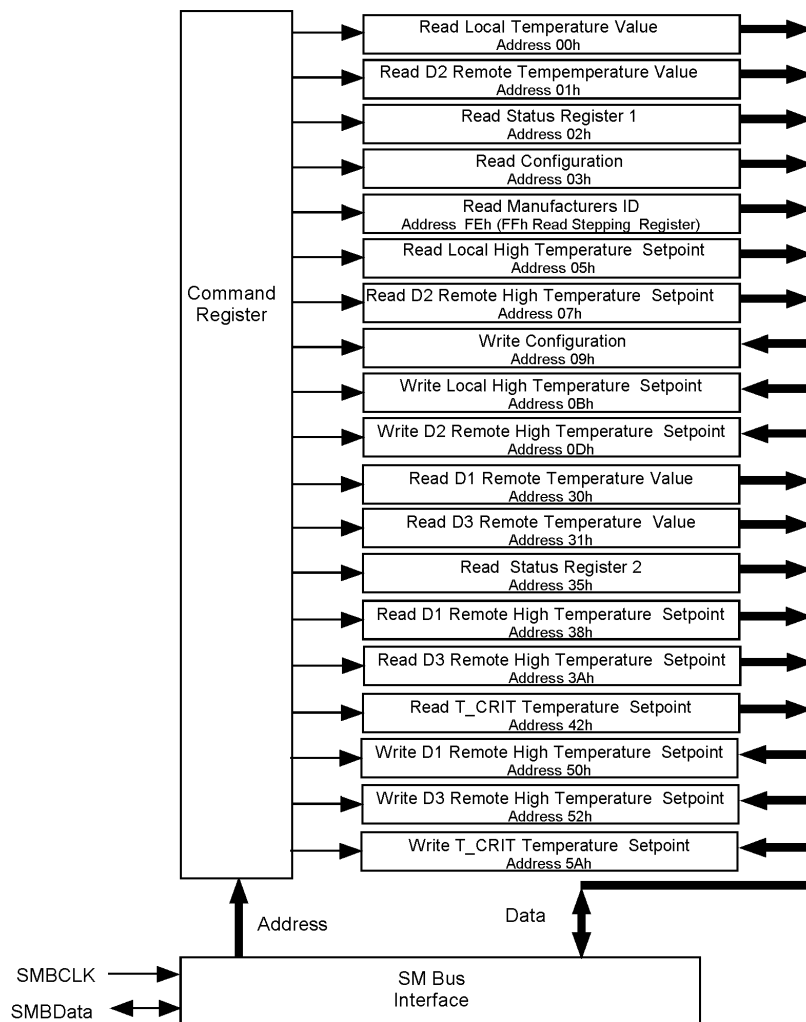 Read Local Temperature Value
Address 00h
Read D2 Remote Tempemperature Value
Address 01h
Read Status Register 1
Address 02h
Read Configuration
Address 03h
Read Manufacturers ID
Address FEh (FFh Read Stepping Register)
Read Local High Temperature Setpoint
Address 05h
Command
Register
Read D2 Remote High Temperature Setpoint
Address 07h
Write Configuration
Address 09h
Write Local High Temperature Setpoint
Address 0Bh
Write D2 Remote High Temperature Setpoint
Address 0Dh
Read D1 Remote Temperature Value
Address 30h
Read D3 Remote Temperature Value
Address 31h
Read Status Register 2
Address 35h
Read D1 Remote High Temperature Setpoint
Address 38h
Read D3 Remote High Temperature Setpoint
Address 3Ah
Read T_CRIT Temperature Setpoint
Address 42h
Write D1 Remote High Temperature Setpoint
Address 50h
Write D3 Remote High Temperature Setpoint
Address 52h
Write T_CRIT Temperature Setpoint
Address 5Ah
Address
Data
SMBCLK
SMBData
SM Bus
Interface